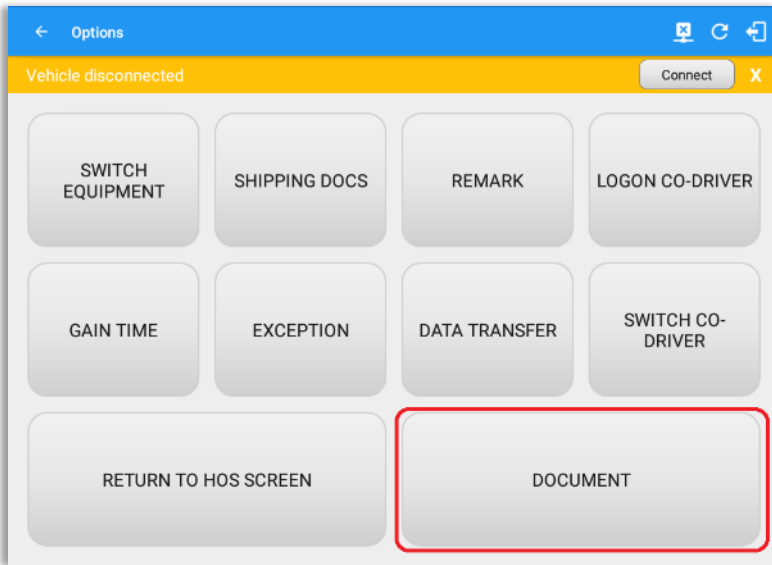 Options
Vehicle disconnected
Connect
X
SWITCH
EQUIPMENT
SHIPPING DOCS
REMARK
LOGON CO-DRIVER
GAIN TIME
EXCEPTION
DATA TRANSFER
SWITCH CO-
DRIVER
RETURN TO HOS SCREEN
DOCUMENT